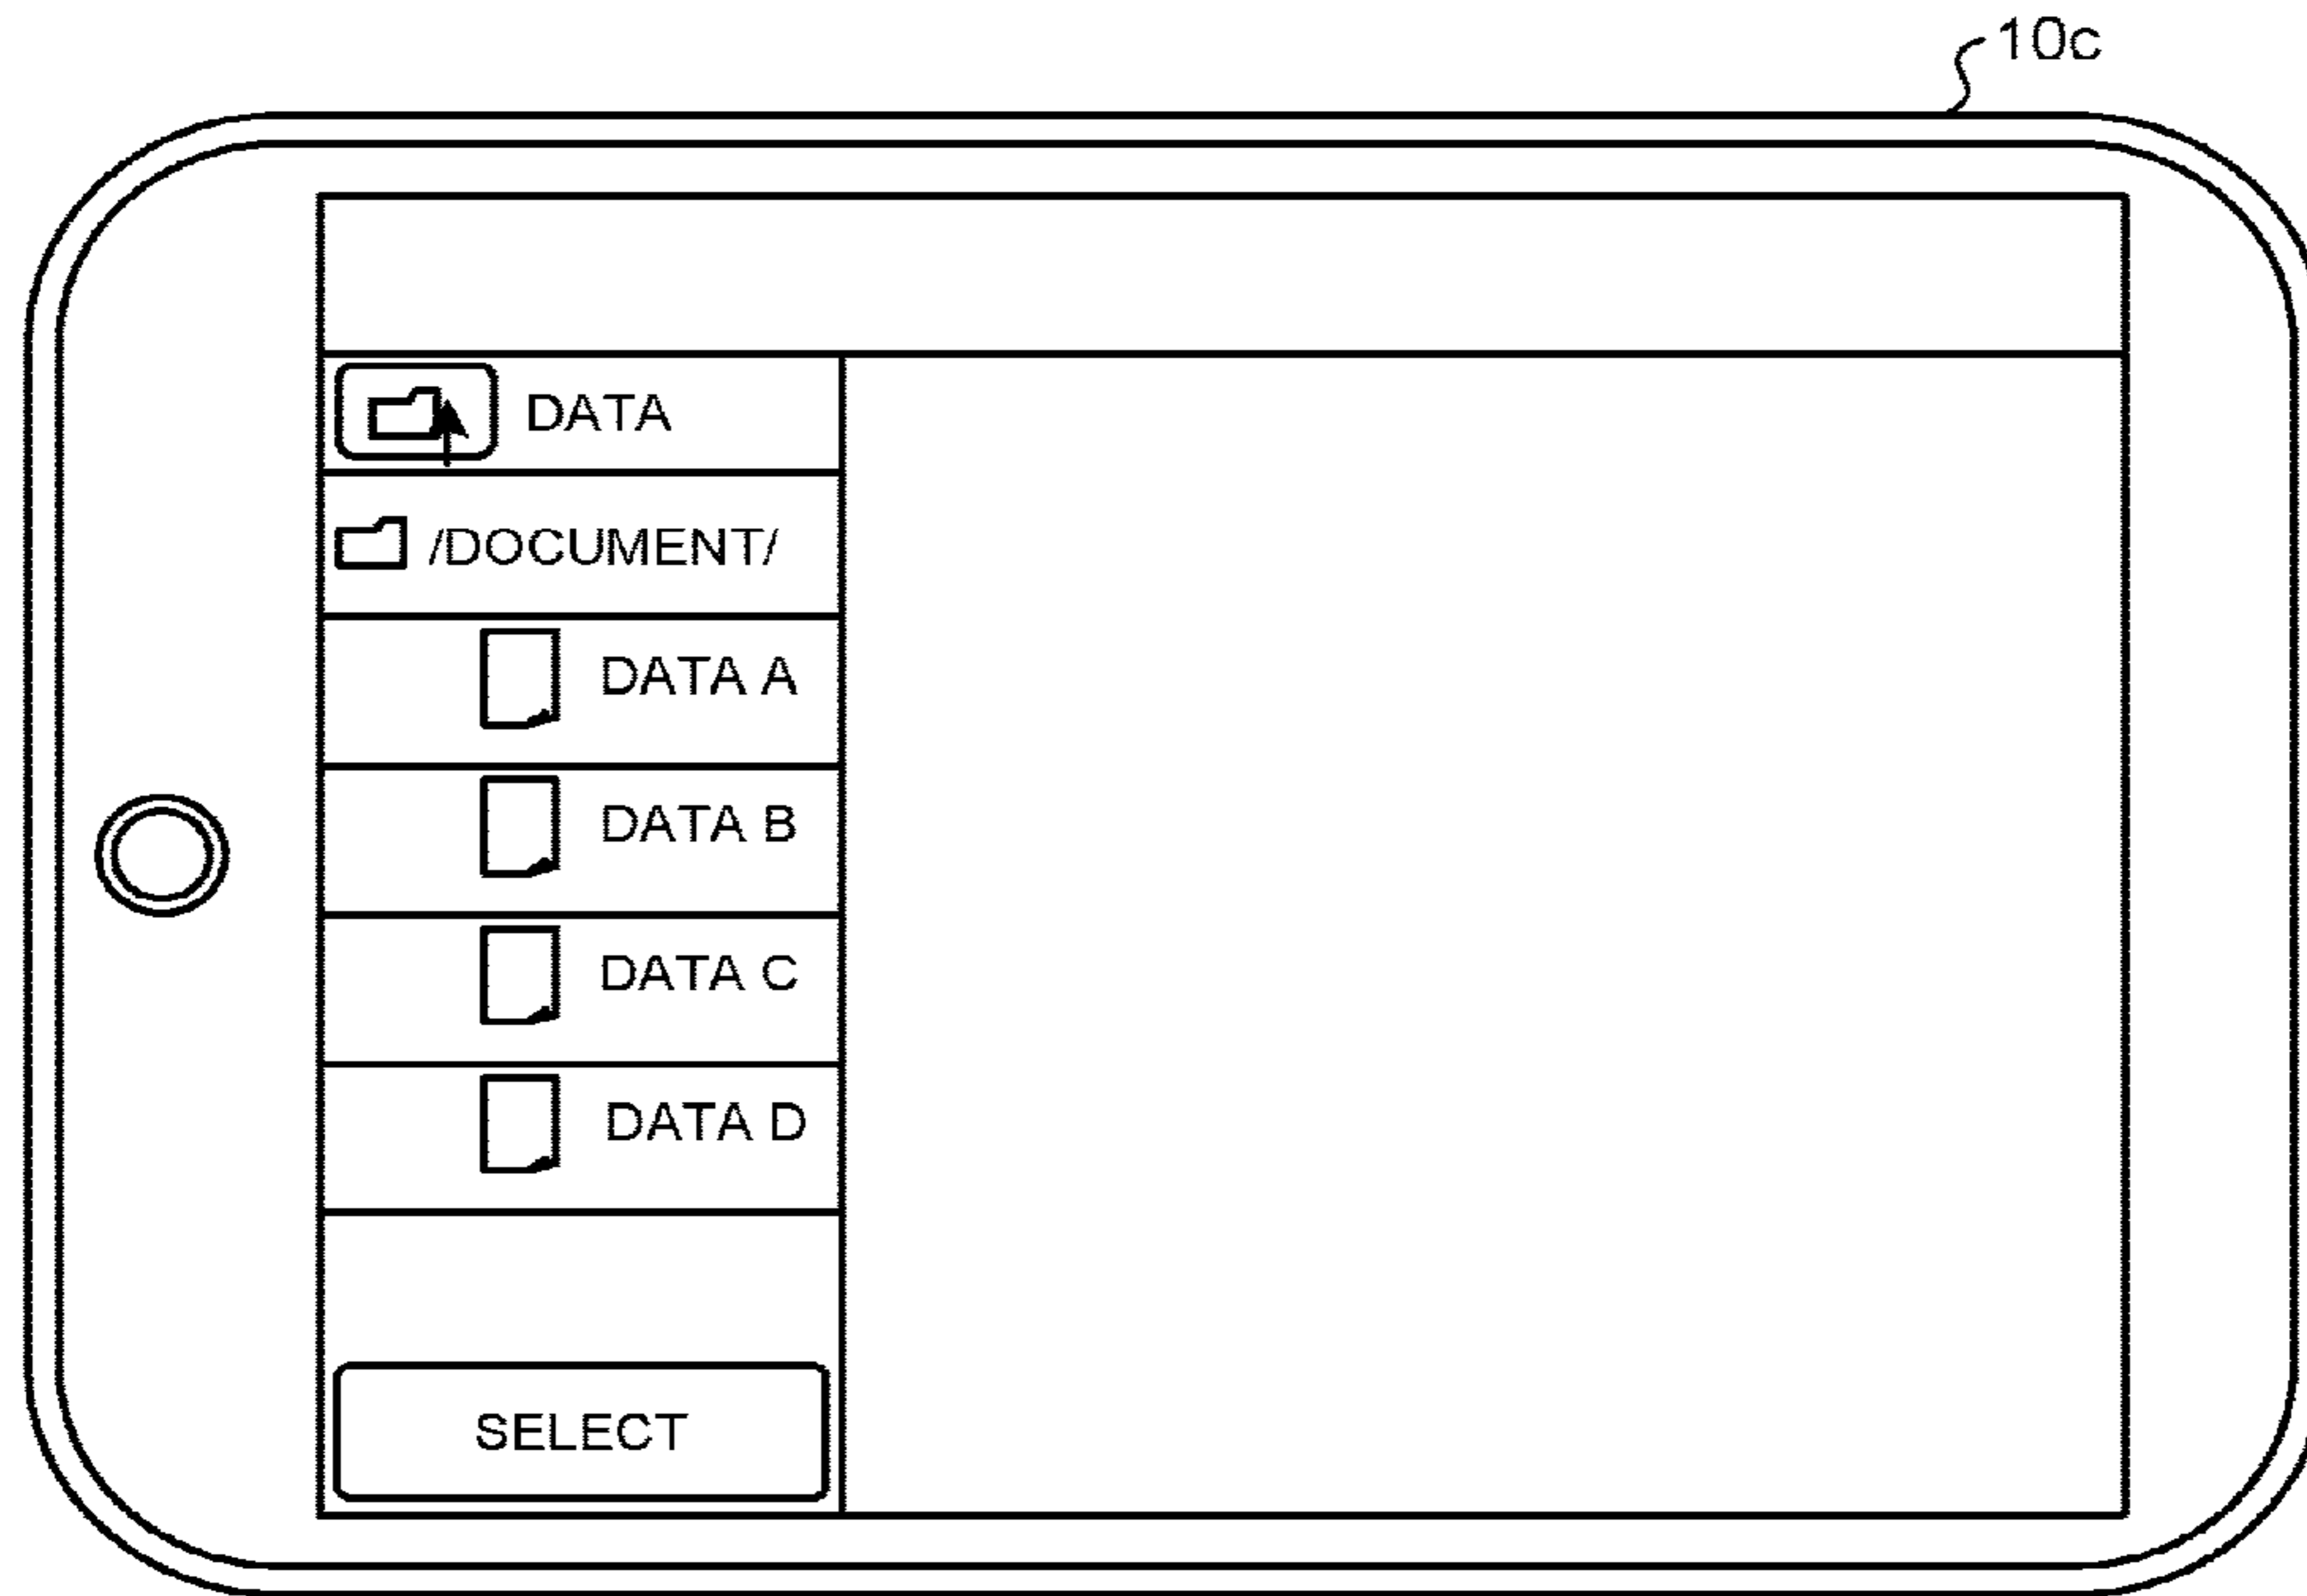 10c
DATA
/DOCUMENT/
DATA A
DATA B
DATA C
DATA D
SELECT